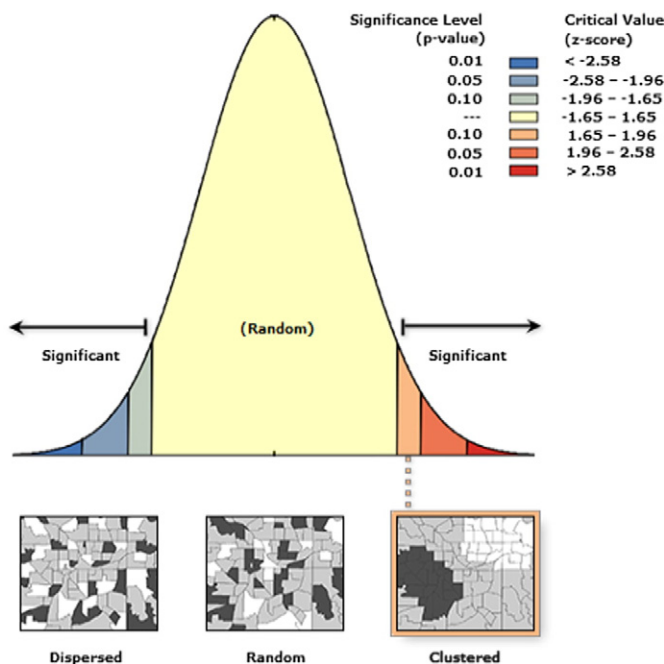 Significance Level Critical Value
(p-value) (z-score)
0.01 < -2.58
0.05 -2.58 – -1.96
0.10 -1.96 – -1.65
--- -1.65 – 1.65
0.10 1.65 – 1.96
0.05 1.96 – 2.58
0.01 > 2.58
(Random)
Significant Significant
Dispersed Random Clustered